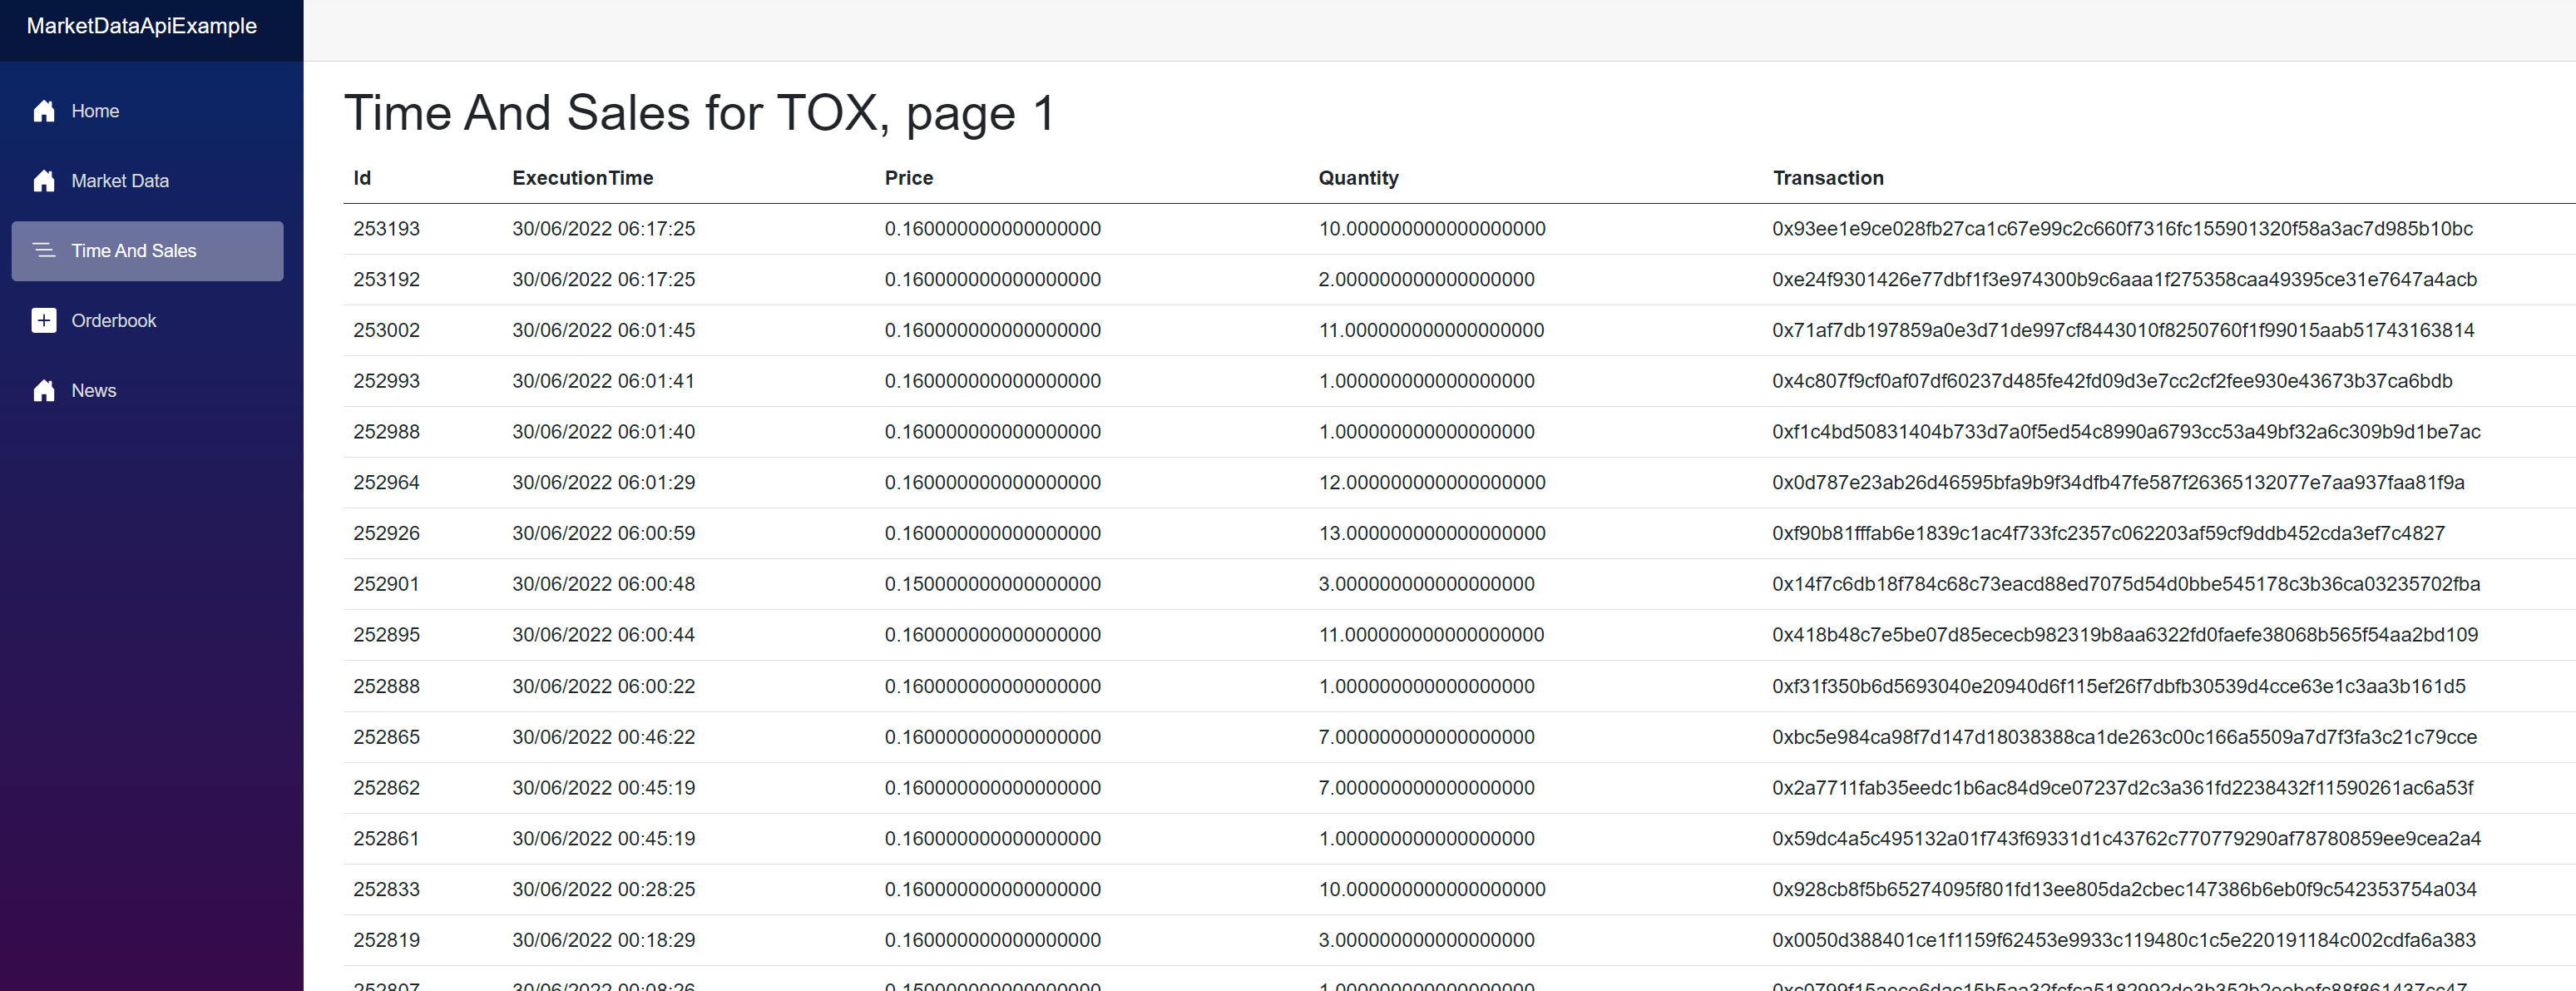 MarketDataApiExample
Home
Market Data
Time And Sales
Orderbook
News
Time And Sales for TOX, page 1
Id ExecutionTime Price Quantity Transaction
253193 30/06/2022 06:17:25 0.160000000000000000 10.000000000000000000 0x93ee1e9ce028fb27ca1c67e99c2c660f7316fc155901320f58a3ac7d985b10bc
253192 30/06/2022 06:17:25 0.160000000000000000 2.000000000000000000 0xe24f9301426e77dbf1f3e974300b9c6aaa1f275358caa49395ce31e7647a4acb
253002 30/06/2022 06:01:45 0.160000000000000000 11.000000000000000000 0x71af7db197859a0e3d71de997cf8443010f8250760f1f99015aab51743163814
252993 30/06/2022 06:01:41 0.160000000000000000 1.000000000000000000 0x4c807f9cf0af07df60237d485fe42fd09d3e7cc2cf2fee930e43673b37ca6bdb
252988 30/06/2022 06:01:40 0.160000000000000000 1.000000000000000000 0xf1c4bd50831404b733d7a0f5ed54c8990a6793cc53a49bf32a6c309b9d1be7ac
252964 30/06/2022 06:01:29 0.160000000000000000 12.000000000000000000 0x0d787e23ab26d46595bfa9b9f34dfb47fe587f26365132077e7aa937faa81f9a
252926 30/06/2022 06:00:59 0.160000000000000000 13.000000000000000000 0xf90b81fffab6e1839c1ac4f733fc2357c062203af59cf9ddb452cda3ef7c4827
252901 30/06/2022 06:00:48 0.150000000000000000 3.000000000000000000 0x14f7c6db18f784c68c73eacd88ed7075d54d0bbe545178c3b36ca03235702fba
252895 30/06/2022 06:00:44 0.160000000000000000 11.000000000000000000 0x418b48c7e5be07d85ececb982319b8aa6322fd0faefe38068b565f54aa2bd109
252888 30/06/2022 06:00:22 0.160000000000000000 1.000000000000000000 0xf31f350b6d5693040e20940d6f115ef26f7dbfb30539d4cce63e1c3aa3b161d5
252865 30/06/2022 00:46:22 0.160000000000000000 7.000000000000000000 0xbc5e984ca98f7d147d18038388ca1de263c00c166a5509a7d7f3fa3c21c79cce
252862 30/06/2022 00:45:19 0.160000000000000000 7.000000000000000000 0x2a7711fab35eedc1b6ac84d9ce07237d2c3a361fd2238432f11590261ac6a53f
252861 30/06/2022 00:45:19 0.160000000000000000 1.000000000000000000 0x59dc4a5c495132a01f743f69331d1c43762c770779290af78780859ee9cea2a4
252833 30/06/2022 00:28:25 0.160000000000000000 10.000000000000000000 0x928cb8f5b65274095f801fd13ee805da2cbec147386b6eb0f9c542353754a034
252819 30/06/2022 00:18:29 0.160000000000000000 3.000000000000000000 0x0050d388401ce1f1159f62453e9933c119480c1c5e220191184c002cdfa6a383
252807 30/06/2022 00:08:26 0.150000000000000000 1.000000000000000000